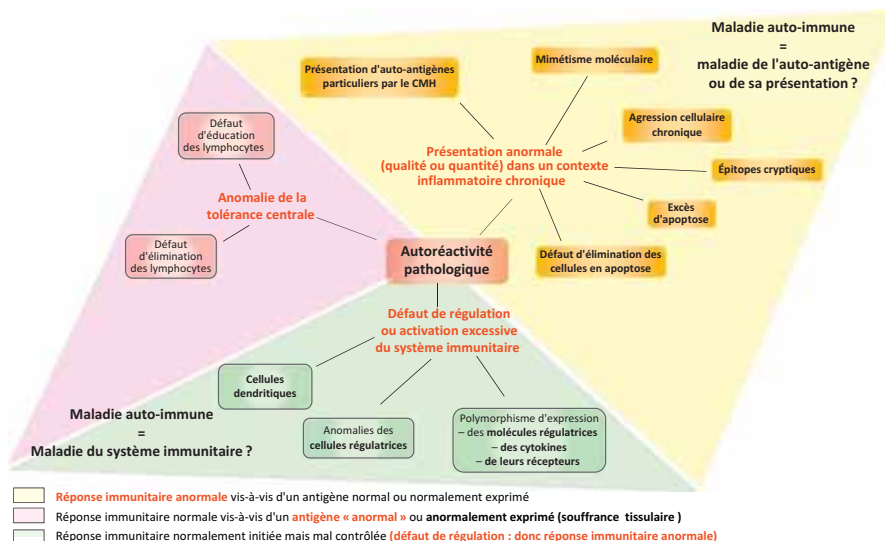 Maladie auto-immune
=
maladie de l'auto-antigène
ou de sa présentation ?
Mimétisme moléculaire
Présentation d'auto-antigènes
particuliers par le CMH
Agression cellulaire
chronique
Défaut
d'éducation
des lymphocytes
Présentation anormale
(qualité ou quantité) dans un contexte
inflammatoire chronique
Épitopes cryptiques
Anomalie de la
tolérance centrale
Excès
d'apoptose
Défaut
d'élimination
des lymphocytes
Autoréactivité
pathologique
Défaut d'élimination des
cellules en apoptose
Défaut de régulation
ou activation excessive
du système immunitaire
Cellules
dendritiques
Maladie auto-immune
=
Maladie du système immunitaire ?
Anomalies des
cellules régulatrices
Polymorphisme d'expression
– des molécules régulatrices
– des cytokines
– de leurs récepteurs
Réponse immunitaire anormale vis-à-vis d'un antigène normal ou normalement exprimé
Réponse immunitaire normale vis-à-vis d'un antigène « anormal » ou anormalement exprimé (souffrance tissulaire )
Réponse immunitaire normalement initiée mais mal contrôlée (défaut de régulation : donc réponse immunitaire anormale)